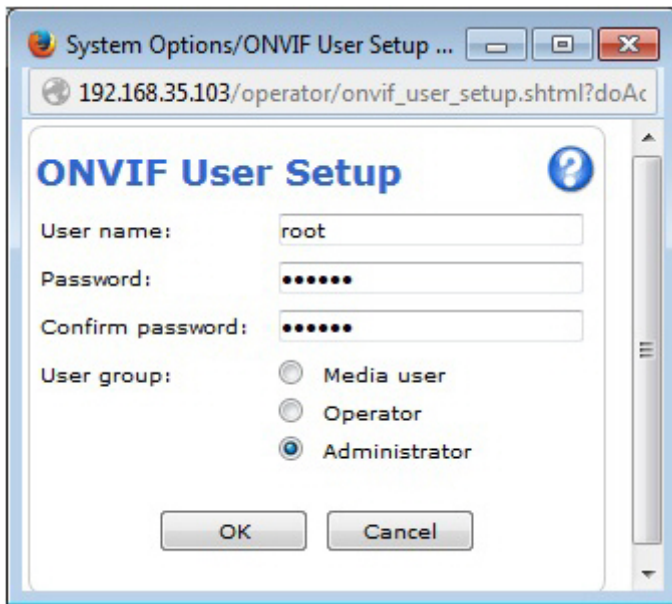 System Options/ONVIF User Setup ...
192.168.35.103/operator/onvif_user_setup.shtml?doAc
ONVIF User Setup
?
User name: root
Password: ••••••
Confirm password: ••••••
User group: Media user
Operator
Administrator
OK Cancel